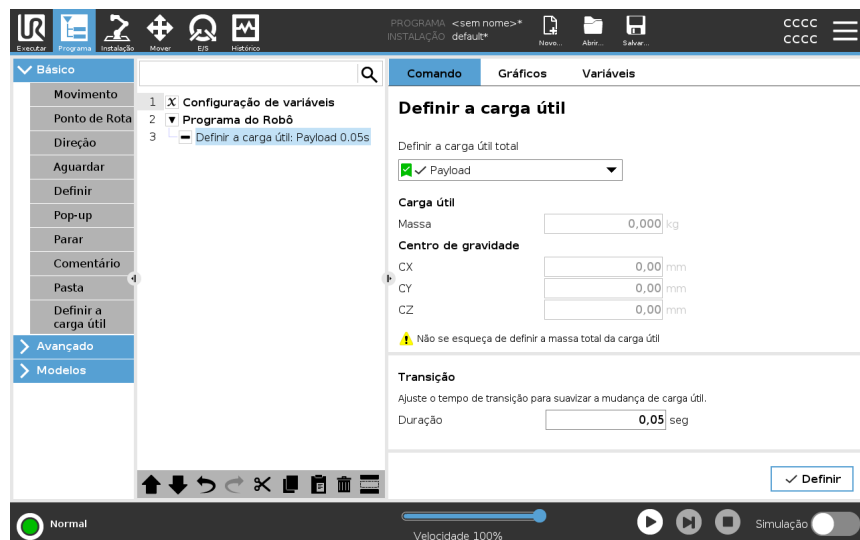 PROGRAMA <sem nome>*
INSTALAÇÃO default*
Executar Programa Instalação Mover E/S Histórico
Novo... Abrir... Salvar...
cccc
cccc
Básico
Movimento
Ponto de Rota
Direção
Aguardar
Definir
Pop-up
Parar
Comentário
Pasta
Definir a
carga útil
Avançado
Modelos
1 X Configuração de variáveis
2 Programa do Robô
3 Definir a carga útil: Payload 0.05s
Comando Gráficos Variáveis
Definir a carga útil
Definir a carga útil total
Payload
Carga útil
Massa 0,000 kg
Centro de gravidade
CX 0,00 mm
CY 0,00 mm
CZ 0,00 mm
Não se esqueça de definir a massa total da carga útil
Transição
Ajuste o tempo de transição para suavizar a mudança de carga útil.
Duração 0,05 seg
Definir
Normal
Velocidade 100%
Simulação